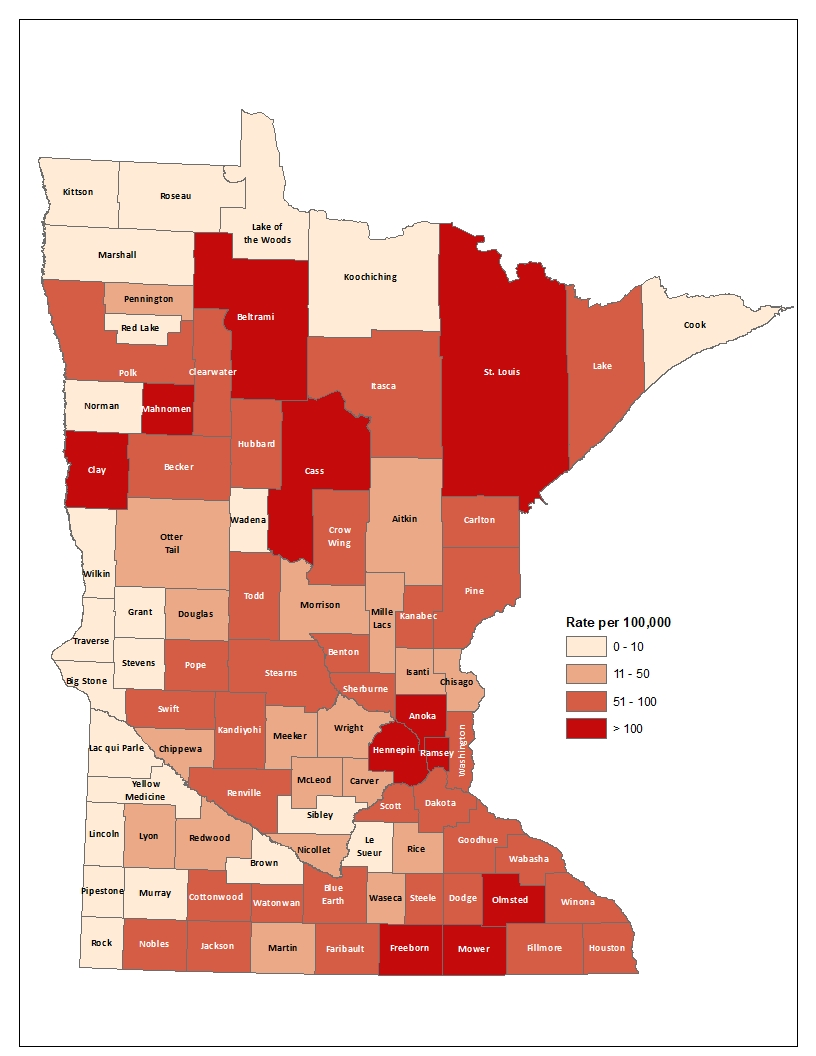 Kittson
Roseau
Lake of
the Woods
Marshall
Koochiching
Pennington
Beltrami
Red Lake
Cook
Polk
Clearwater
Itasca
St. Louis
Lake
Norman
Mahnomen
Hubbard
Clay
Becker
Cass
Wadena
Aitkin
Carlton
Otter
Tail
Crow
Wing
Wilkin
Pine
Todd
Morrison
Grant
Douglas
Mille
Lacs
Kanabec
Rate per 100,000
0 - 10
11 - 50
51 - 100
> 100
Traverse
Benton
Stevens
Pope
Stearns
Isanti
Chisago
Big Stone
Sherburne
Swift
Anoka
Kandiyohi
Wright
Meeker
Lac qui Parle
Chippewa
Hennepin
Ramsey
Washington
McLeod
Carver
Yellow
Medicine
Renville
Scott
Dakota
Sibley
Lincoln
Lyon
Redwood
Le
Sueur
Rice
Goodhue
Nicollet
Brown
Wabasha
Pipestone
Murray
Cottonwood
Watonwan
Blue
Earth
Waseca
Steele
Dodge
Olmsted
Winona
Rock
Nobles
Jackson
Martin
Faribault
Freeborn
Mower
Fillmore
Houston